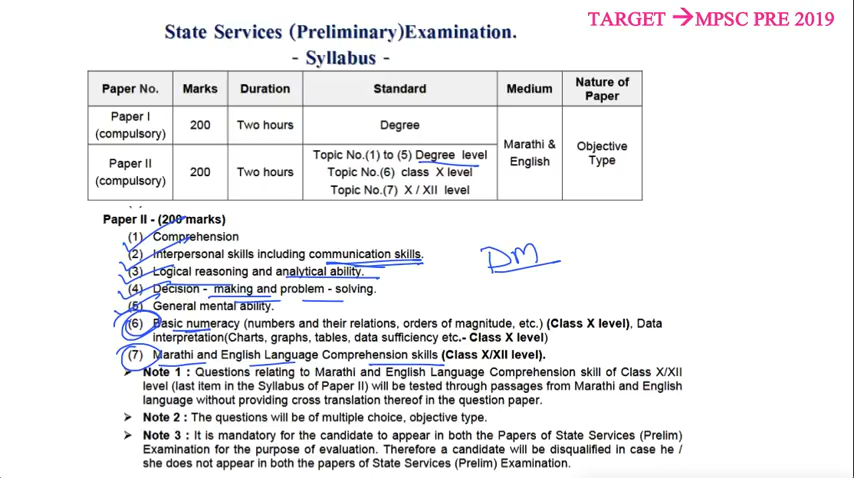 TARGET →MPSC PRE 2019
State Services (Preliminary)Examination.
- Syllabus -
Paper No. Marks Duration Standard Medium Nature of Paper
Paper I (compulsory) 200 Two hours Degree Marathi & English Objective Type
Paper II (compulsory) 200 Two hours Topic No.(1) to (5) Degree level
Topic No.(6) class X level
Topic No.(7) X / XII level
Paper II - (200 marks)
(1) Comprehension
(2) Interpersonal skills including communication skills.
DM
(3) Logical reasoning and analytical ability.
(4) Decision - making and problem - solving.
(5) General mental ability.
(6) Basic numeracy (numbers and their relations, orders of magnitude, etc.) (Class X level), Data
Interpretation(Charts, graphs, tables, data sufficiency etc.- Class X level)
(7) Marathi and English Language Comprehension skills (Class X/XII level).
➢ Note 1 : Questions relating to Marathi and English Language Comprehension skill of Class X/XII
level (last item in the Syllabus of Paper II) will be tested through passages from Marathi and English
language without providing cross translation thereof in the question paper.
➢ Note 2 : The questions will be of multiple choice, objective type.
➢ Note 3 : It is mandatory for the candidate to appear in both the Papers of State Services (Prelim)
Examination for the purpose of evaluation. Therefore a candidate will be disqualified in case he /
she does not appear in both the papers of State Services (Prelim) Examination.